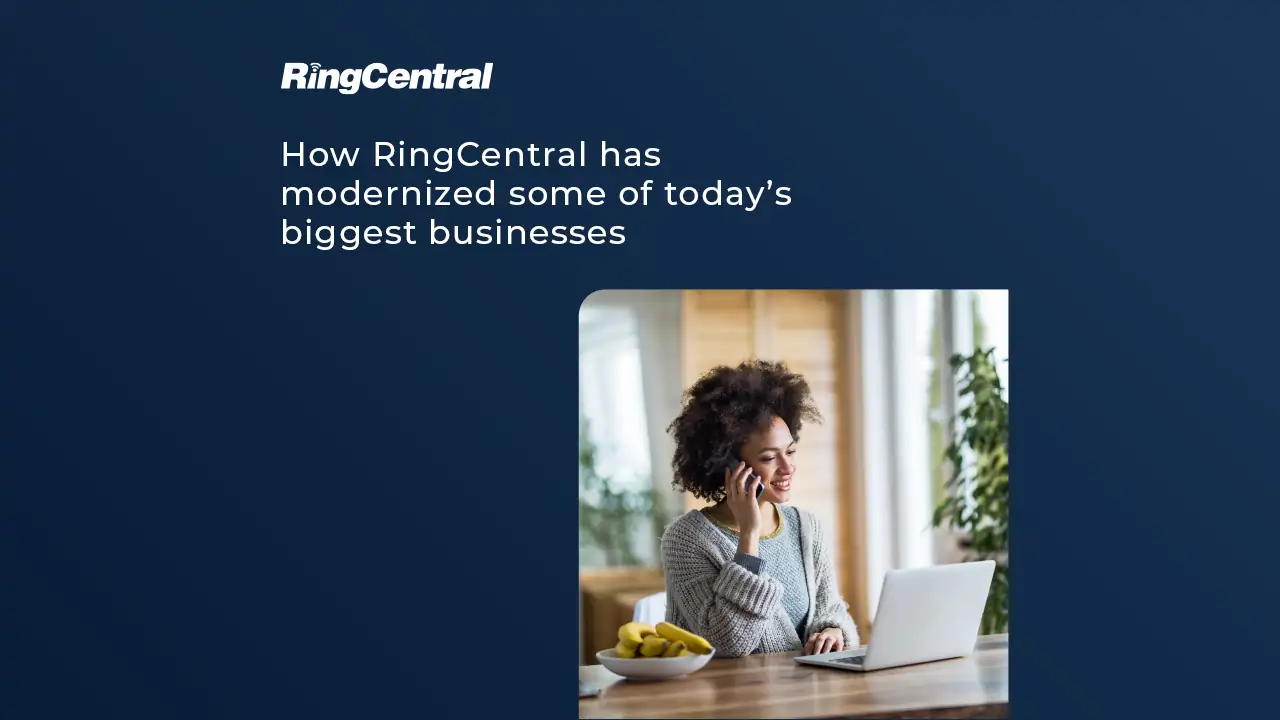 RingCentral
How RingCentral has
modernized some of today’s
biggest businesses